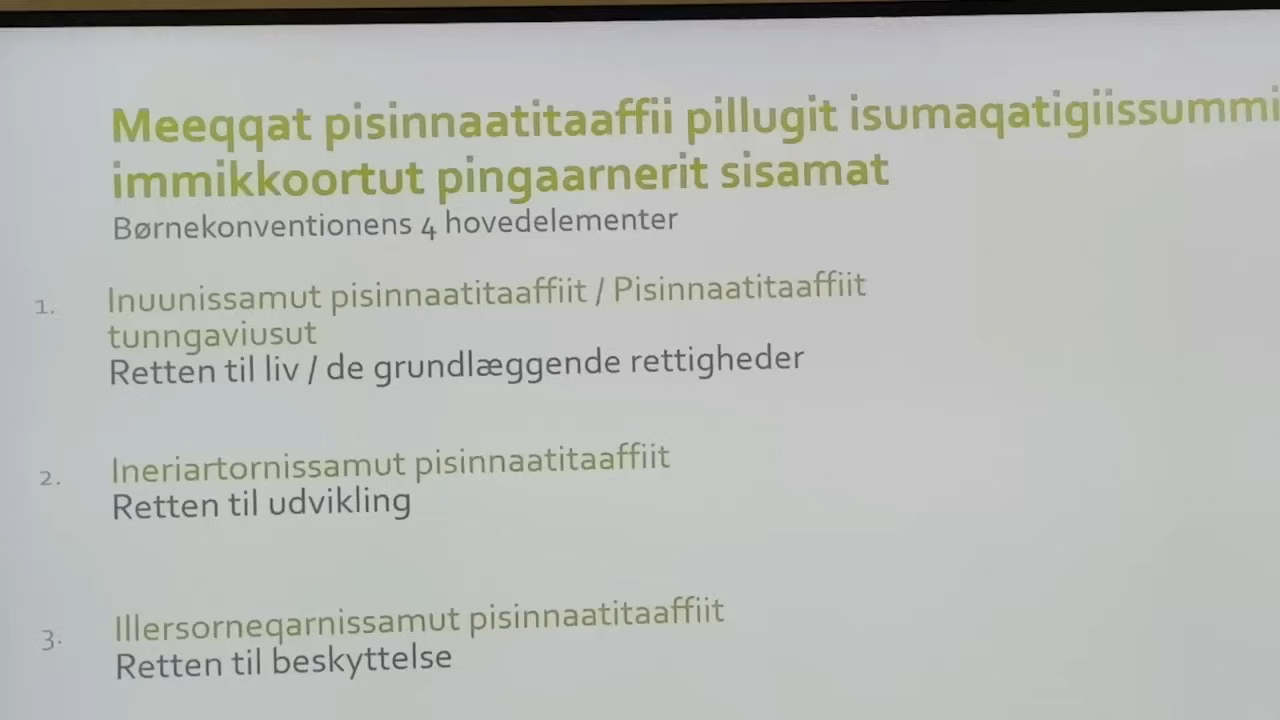 Meeqqat pisinnaatitaaffii pillugit isumaqatigiissummi
immikkoortut pingaarnerit sisamat
Børnekonventionens 4 hovedelementer
1. Inuunissamut pisinnaatitaaffiit / Pisinnaatitaaffiit
tunngaviusut
Retten til liv / de grundlæggende rettigheder
2. Ineriartornissamut pisinnaatitaaffiit
Retten til udvikling
3. Illersorneqarnissamut pisinnaatitaaffiit
Retten til beskyttelse